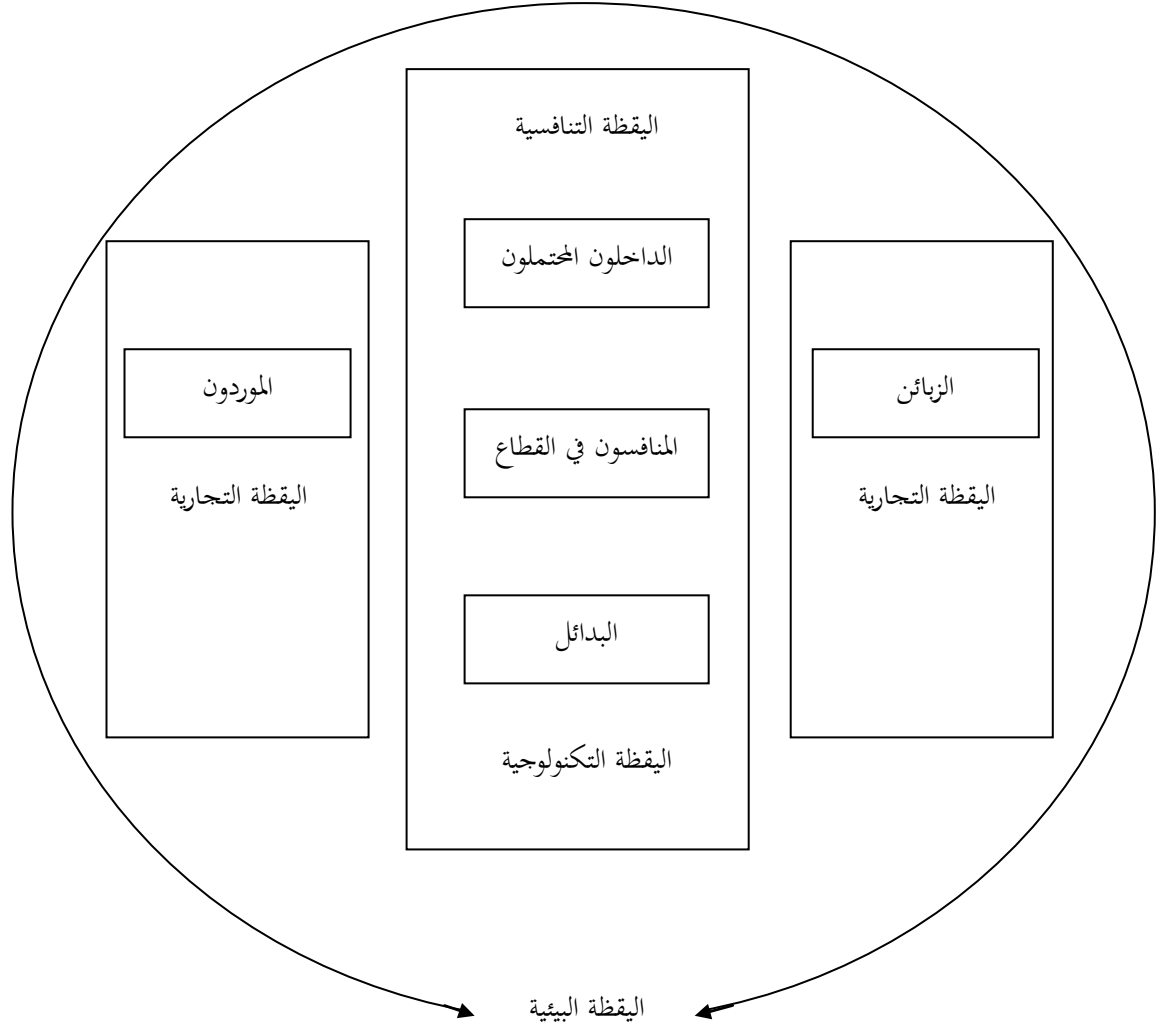 اليقظة التنافسية
الداخلون المحتملون
الموردون
الزبائن
المنافسون في القطاع
اليقظة التجارية
اليقظة التجارية
البدائل
اليقظة التكنولوجية
اليقظة البيئية